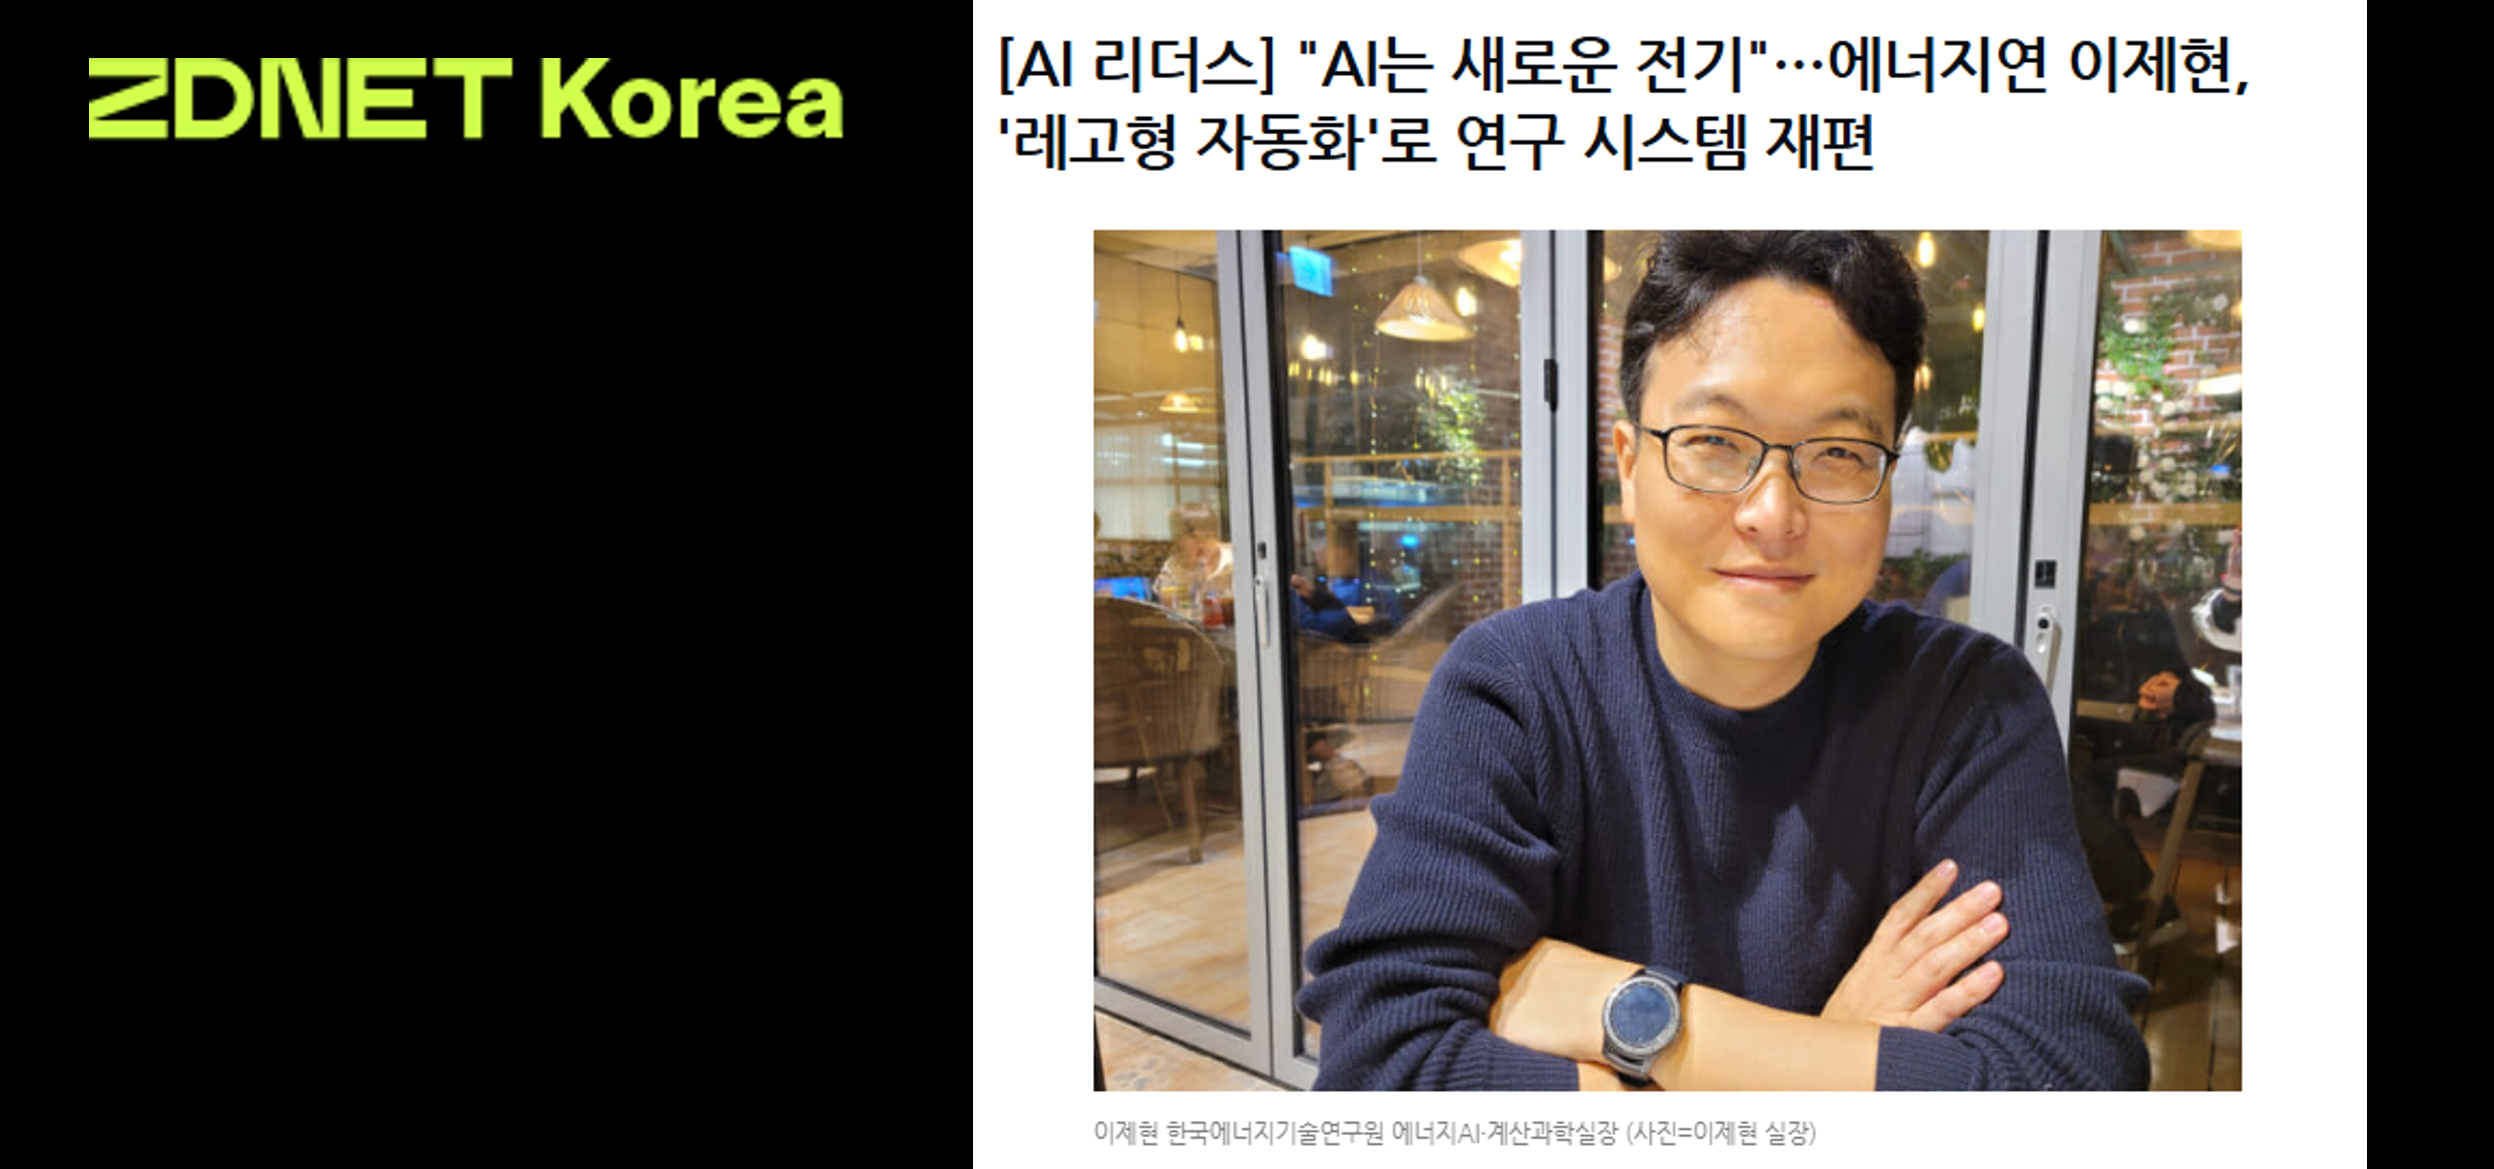 ZDNET Korea
[AI 리더스] "AI는 새로운 전기"…에너지연 이제현,
'레고형 자동화'로 연구 시스템 재편
이제현 한국에너지기술연구원 에너지AI·계산과학실장 (사진=이제현 실장)